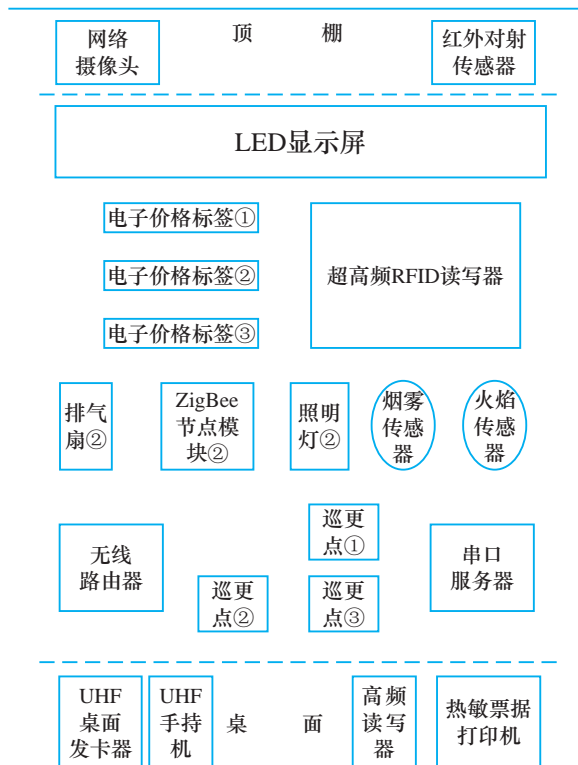 网络
摄像头
顶 棚
红外对射
传感器
LED显示屏
电子价格标签①
电子价格标签②
电子价格标签③
超高频RFID读写器
排气
扇②
ZigBee
节点模
块②
照明
灯②
烟雾
传感
器
火焰
传感
器
无线
路由器
巡更
点①
巡更
点②
巡更
点③
串口
服务器
UHF
桌面
发卡器
UHF
手持
机
桌 面
高频
读写
器
热敏票据
打印机